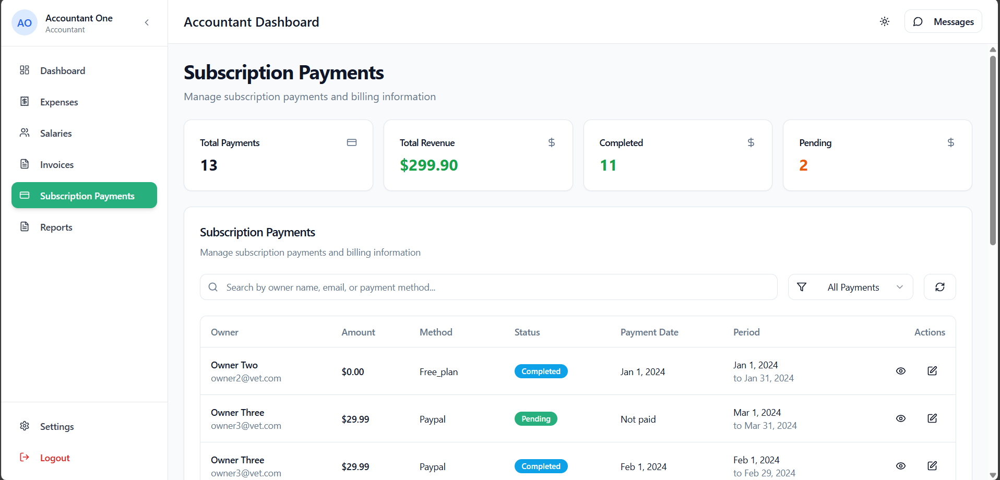 AO
Accountant One
Accountant
Accountant Dashboard
Messages
Dashboard
Expenses
Salaries
Invoices
Subscription Payments
Reports
Settings
Logout
Subscription Payments
Manage subscription payments and billing information
Total Payments
13
Total Revenue
$299.90
Completed
11
Pending
2
Subscription Payments
Manage subscription payments and billing information
Search by owner name, email, or payment method...
All Payments
Owner Amount Method Status Payment Date Period Actions
Owner Two
owner2@vet.com
$0.00
Free_plan
Completed
Jan 1, 2024
Jan 1, 2024
to Jan 31, 2024
Owner Three
owner3@vet.com
$29.99
Paypal
Pending
Not paid
Mar 1, 2024
to Mar 31, 2024
Owner Three
owner3@vet.com
$29.99
Paypal
Completed
Feb 1, 2024
Feb 1, 2024
to Feb 29, 2024